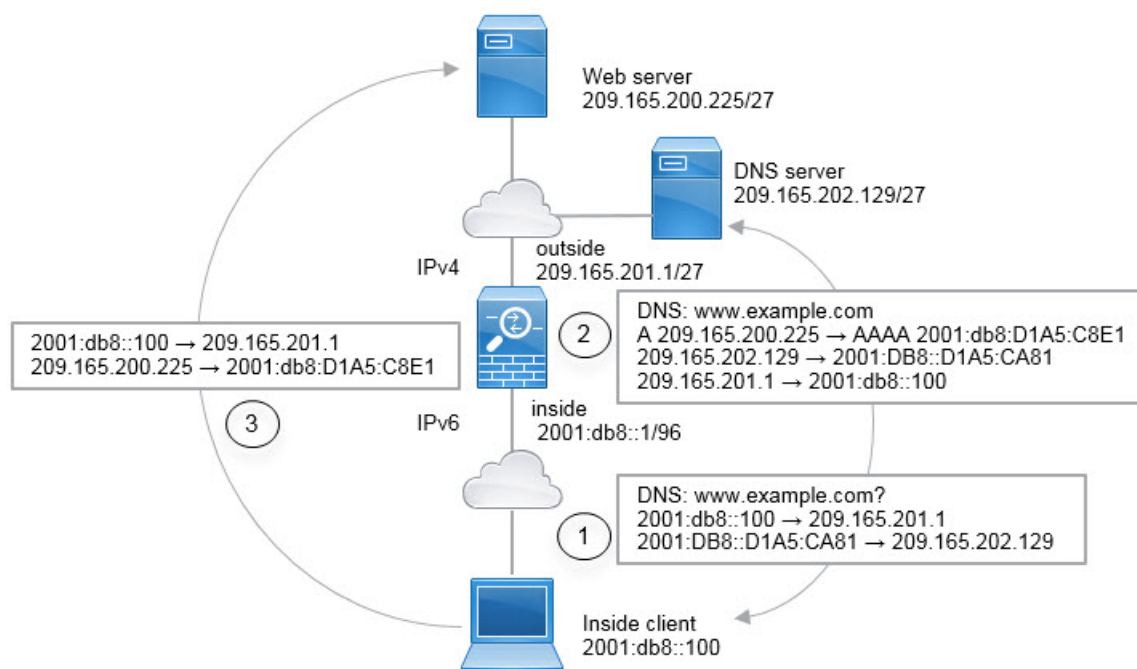 Web server
209.165.200.225/27
DNS server
209.165.202.129/27
outside
IPv4
209.165.201.1/27
DNS: www.example.com
A 209.165.200.225 → AAAA 2001:db8:D1A5:C8E1
209.165.202.129 → 2001:DB8::D1A5:CA81
209.165.201.1 → 2001:db8::100
2
2001:db8::100 → 209.165.201.1
209.165.200.225 → 2001:db8:D1A5:C8E1
3
IPv6
inside
2001:db8::1/96
DNS: www.example.com?
2001:db8::100 → 209.165.201.1
2001:DB8::D1A5:CA81 → 209.165.202.129
1
Inside client
2001:db8::100